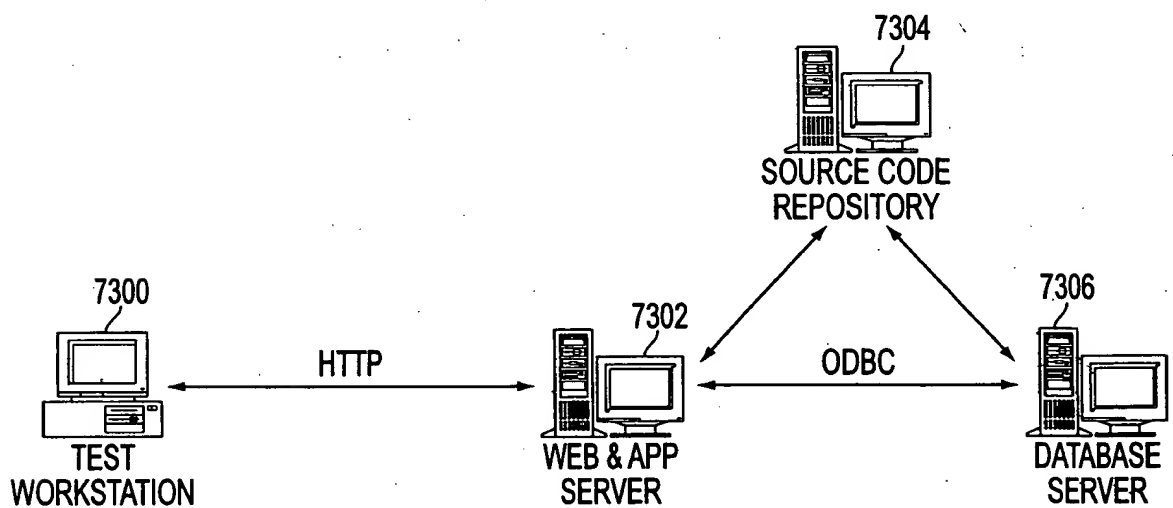 7304
SOURCE CODE
REPOSITORY
7300
HTTP
TEST
WORKSTATION
7302
ODBC
WEB & APP
SERVER
7306
DATABASE
SERVER